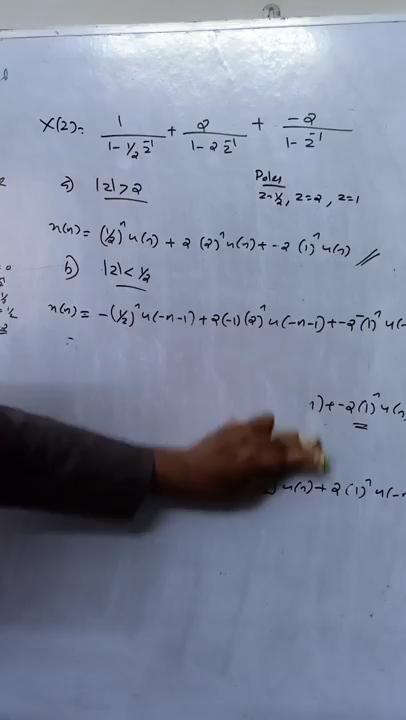 X(z)= 1/(1-1/2 z^-1) + 2/(1-2z^-1) + -2/(1-z^-1)
a) |z|>2
Poles
z=1/2, z=2, z=1
x(n)= (1/2)^n u(n) + 2 (2)^n u(n) + -2 (1)^n u(n) //
b) |z|<1/2
x(n)= -(1/2)^n u(-n-1) + 2(-1)(2)^n u(-n-1) + -2 -(1)^n u(-
1) + -2 (1)^n u(n
u(n) + 2 (1)^n u(-n